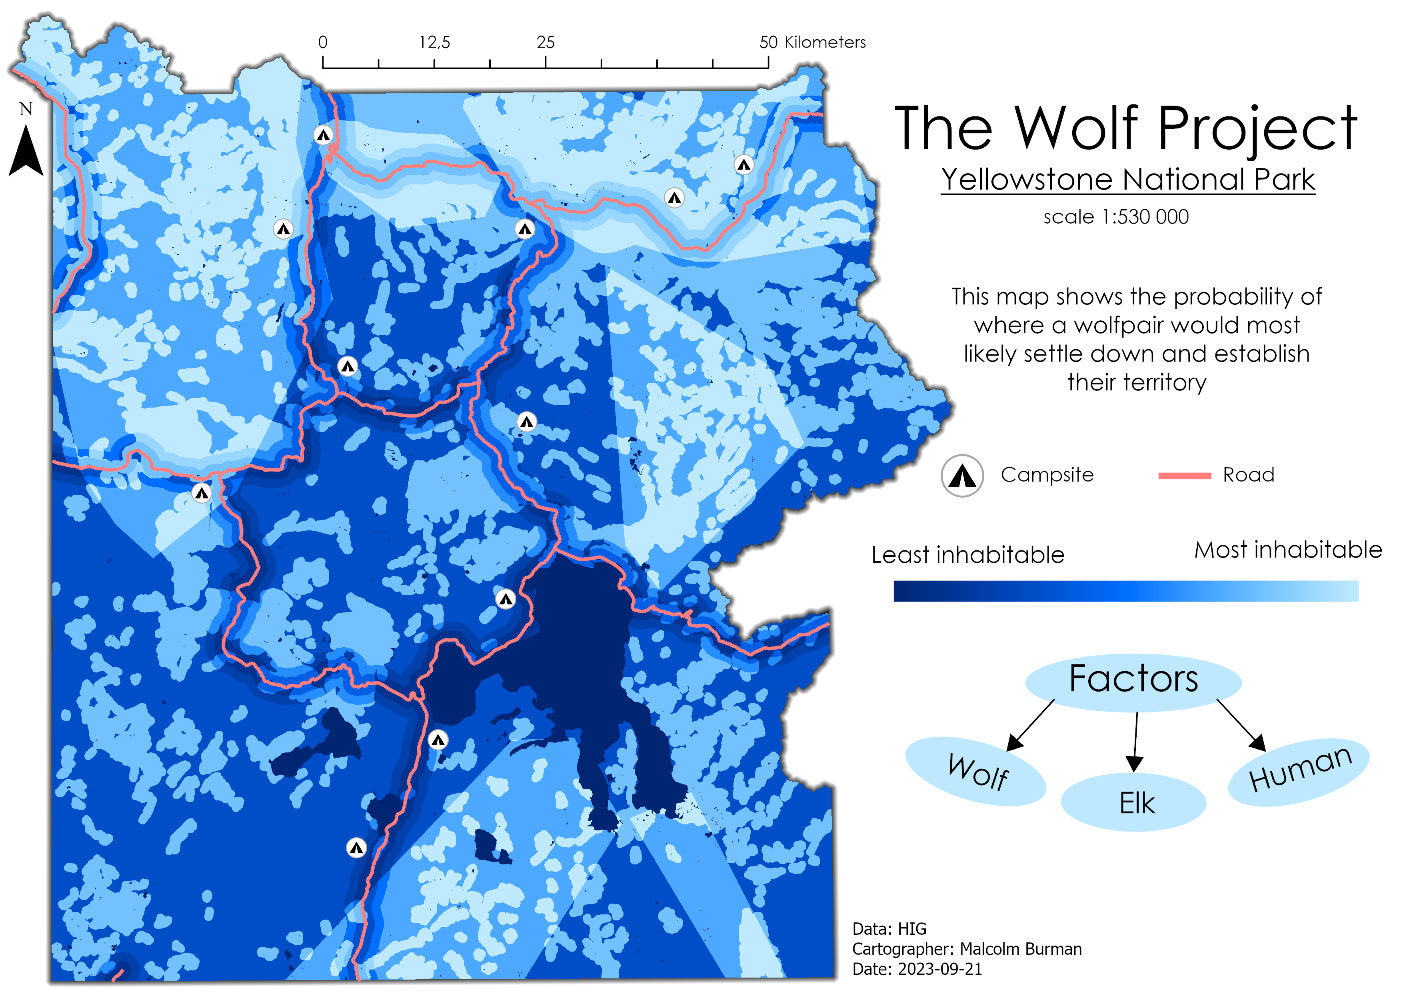 0 12,5 25 50 Kilometers
N
The Wolf Project
Yellowstone National Park
scale 1:530 000
This map shows the probability of
where a wolfpair would most
likely settle down and establish
their territory
Campsite
Road
Least inhabitable
Most inhabitable
Factors
Wolf
Elk
Human
Data: HIG
Cartographer: Malcolm Burman
Date: 2023-09-21